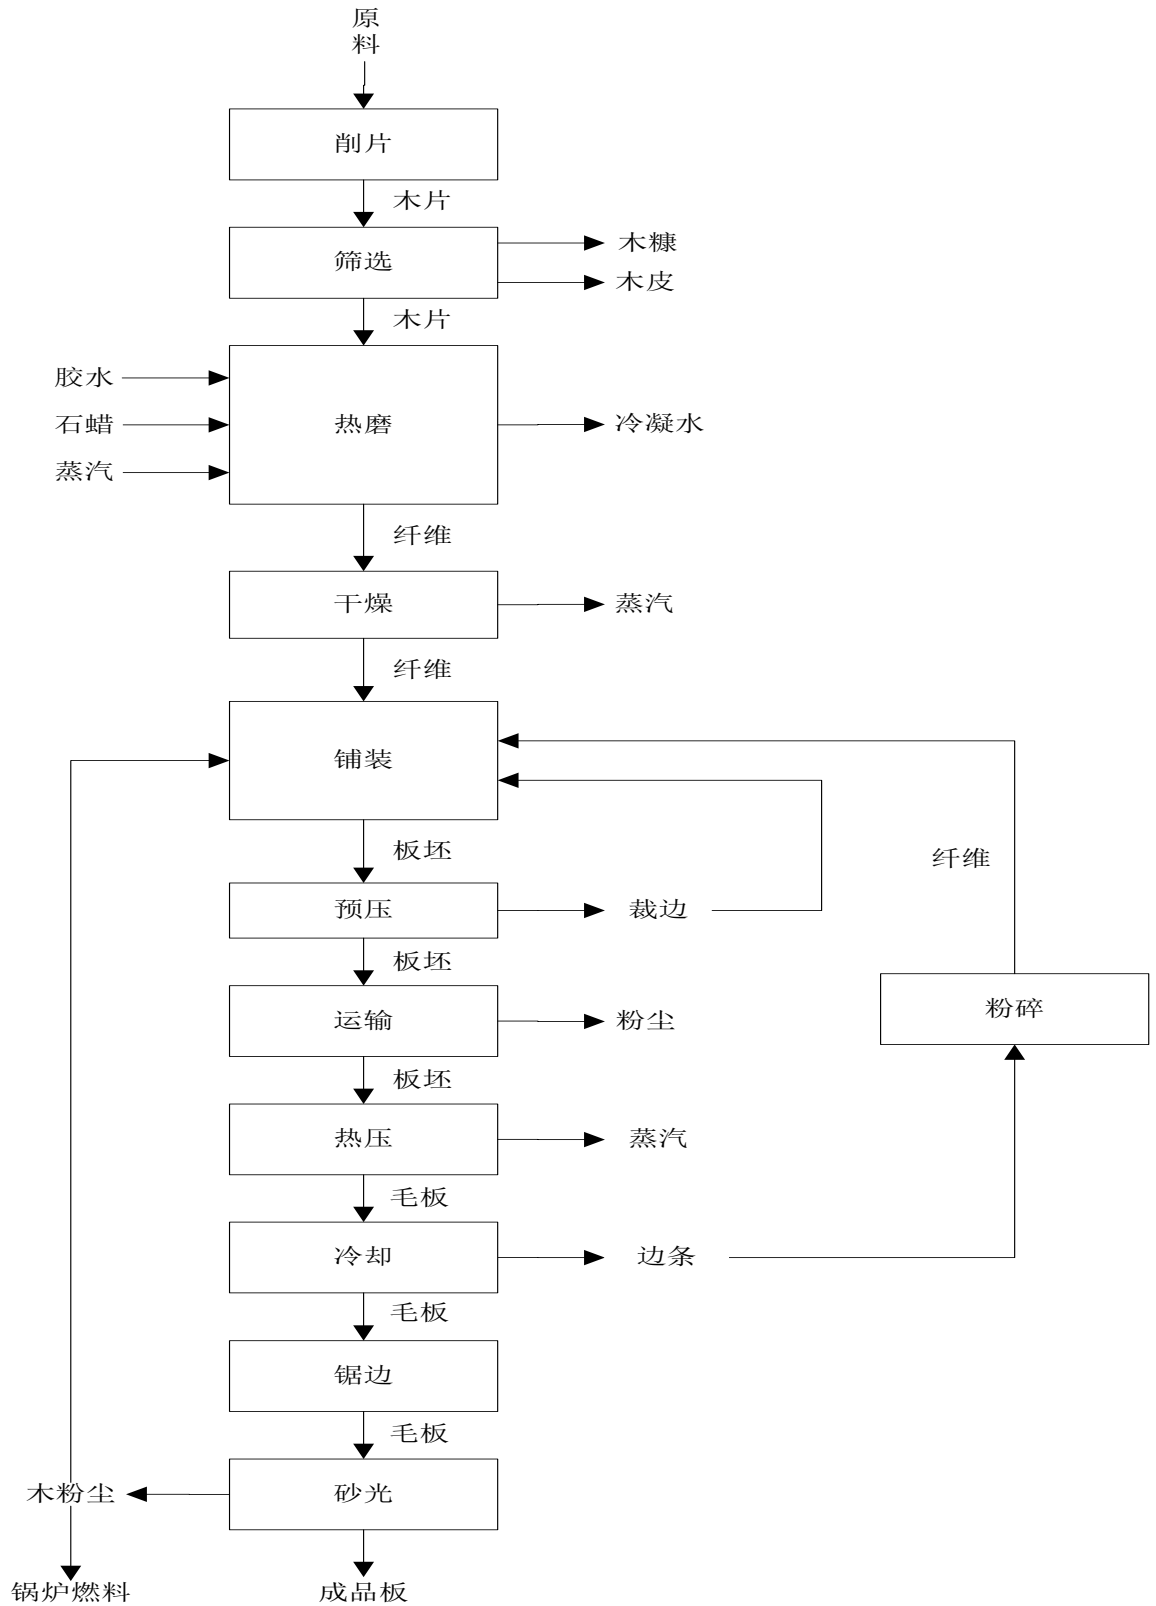 原
料
削片
木片
筛选
木糠
木皮
木片
胶水
石蜡
蒸汽
热磨
冷凝水
纤维
干燥
蒸汽
纤维
铺装
板坯
纤维
预压
裁边
板坯
运输
粉尘
粉碎
板坯
热压
蒸汽
毛板
冷却
边条
毛板
锯边
毛板
木粉尘
砂光
锅炉燃料
成品板